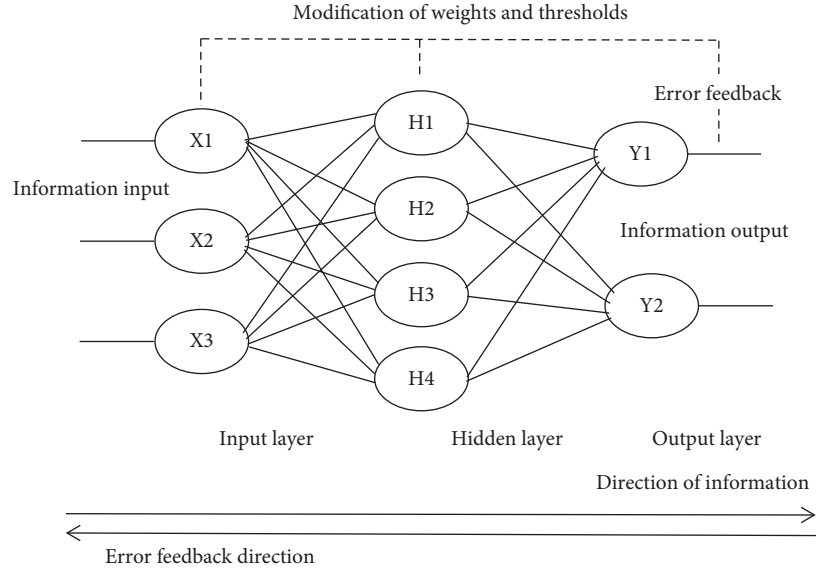 Modification of weights and thresholds
Error feedback
X1
H1
Y1
Information input
H2
X2
Information output
H3
Y2
X3
H4
Input layer
Hidden layer
Output layer
Direction of information
Error feedback direction